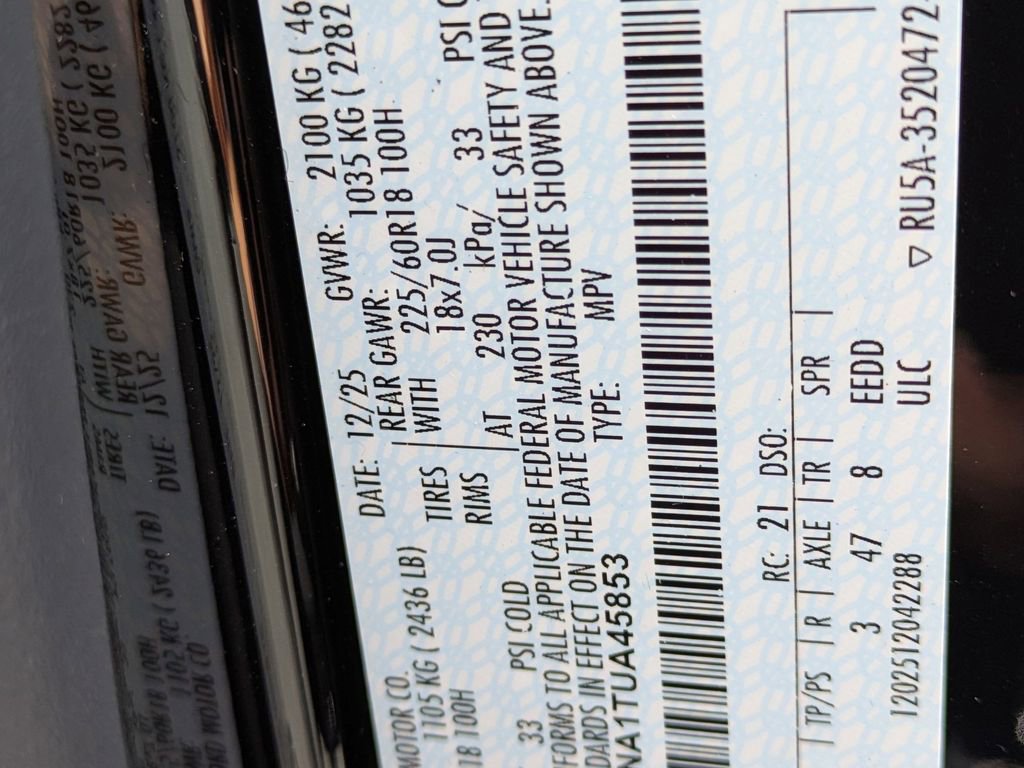 MOTOR CO. DATE: 12/25 GVWR: 2100 KG ( 46
1105 KG ( 2436 LB) REAR GAWR: 1035 KG ( 2282
18 100H TIRES WITH 225/60R18 100H
RIMS 18x7.0J
33 PSI COLD AT 230 kPa/ 33 PSI C
FORMS TO ALL APPLICABLE FEDERAL MOTOR VEHICLE SAFETY AND
DARDS IN EFFECT ON THE DATE OF MANUFACTURE SHOWN ABOVE.
NA1TUA45853 TYPE: MPV
RC: 21 DSO:
TP/PS R AXLE TR SPR
3 47 8 EEDD
1202512042288 ULC ▽ RU5A-3520472-